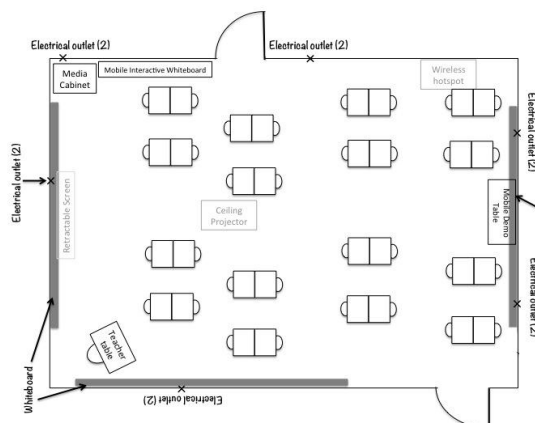 Electrical outlet (2)
Electrical outlet (2)
Media
Cabinet
Mobile Interactive Whiteboard
Wireless
hotspot
Electrical outlet (2)
Electrical outlet (2)
Retractable Screen
Ceiling
Projector
Mobile Demo
Table
Electrical outlet (2)
Teacher
table
Whiteboard
Electrical outlet (2)